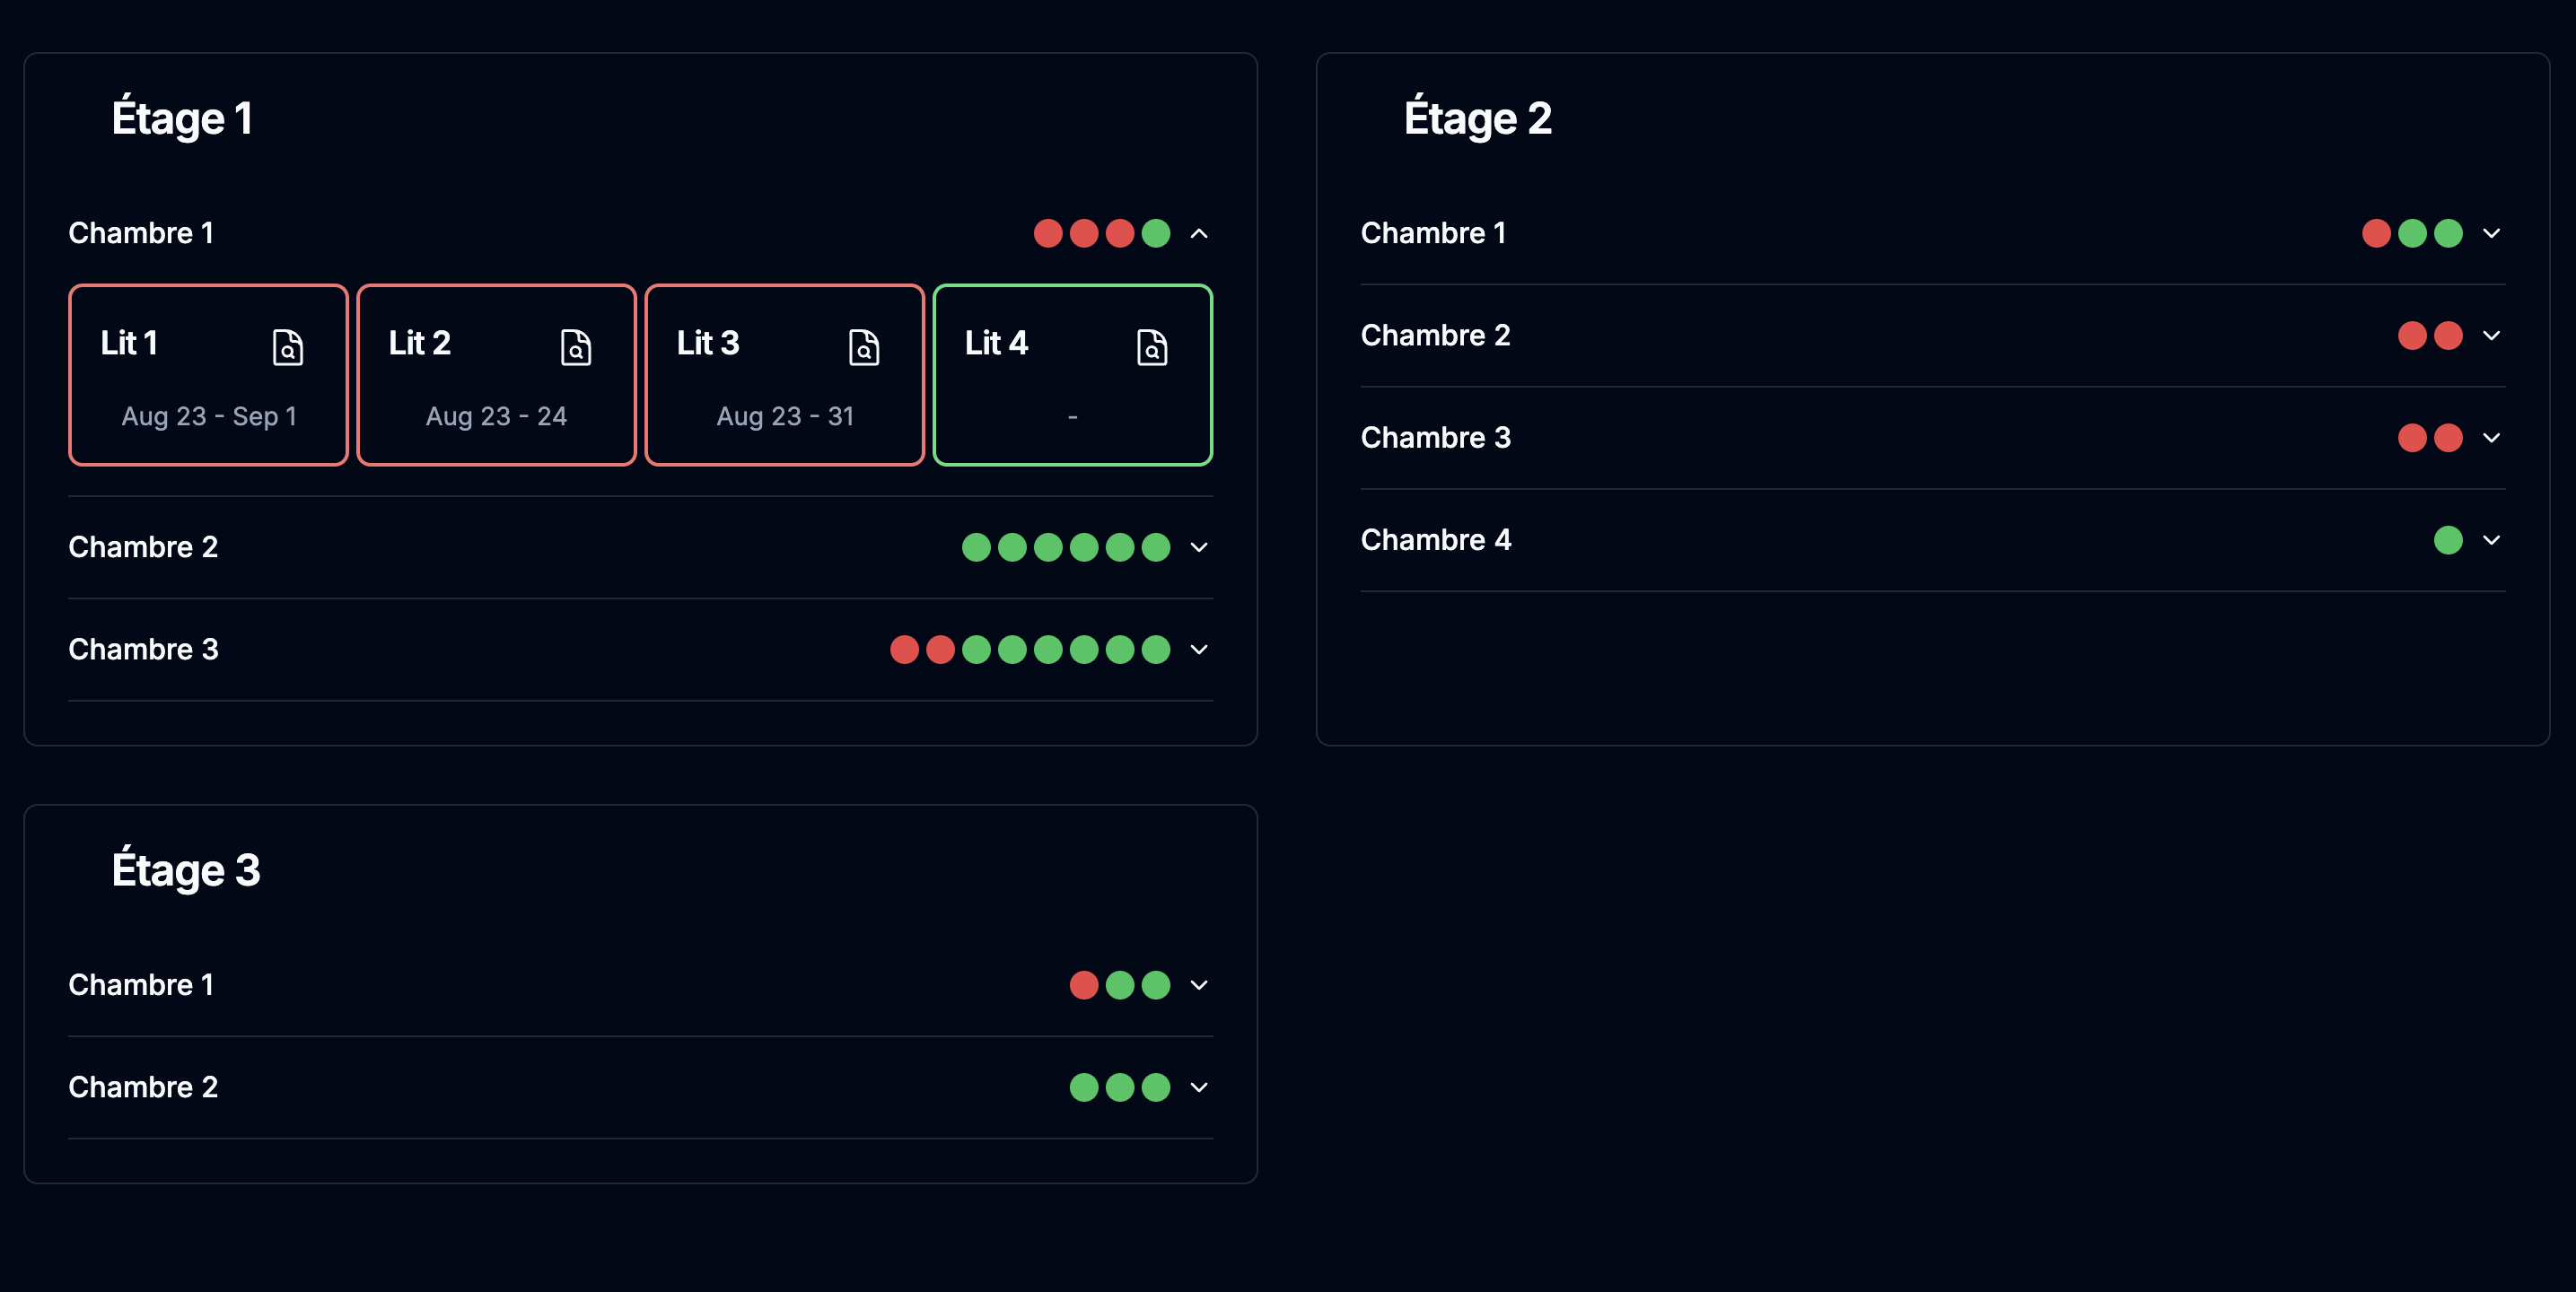 Étage 1
Chambre 1
Lit 1
Aug 23 - Sep 1
Lit 2
Aug 23 - 24
Lit 3
Aug 23 - 31
Lit 4
-
Chambre 2
Chambre 3
Étage 2
Chambre 1
Chambre 2
Chambre 3
Chambre 4
Étage 3
Chambre 1
Chambre 2